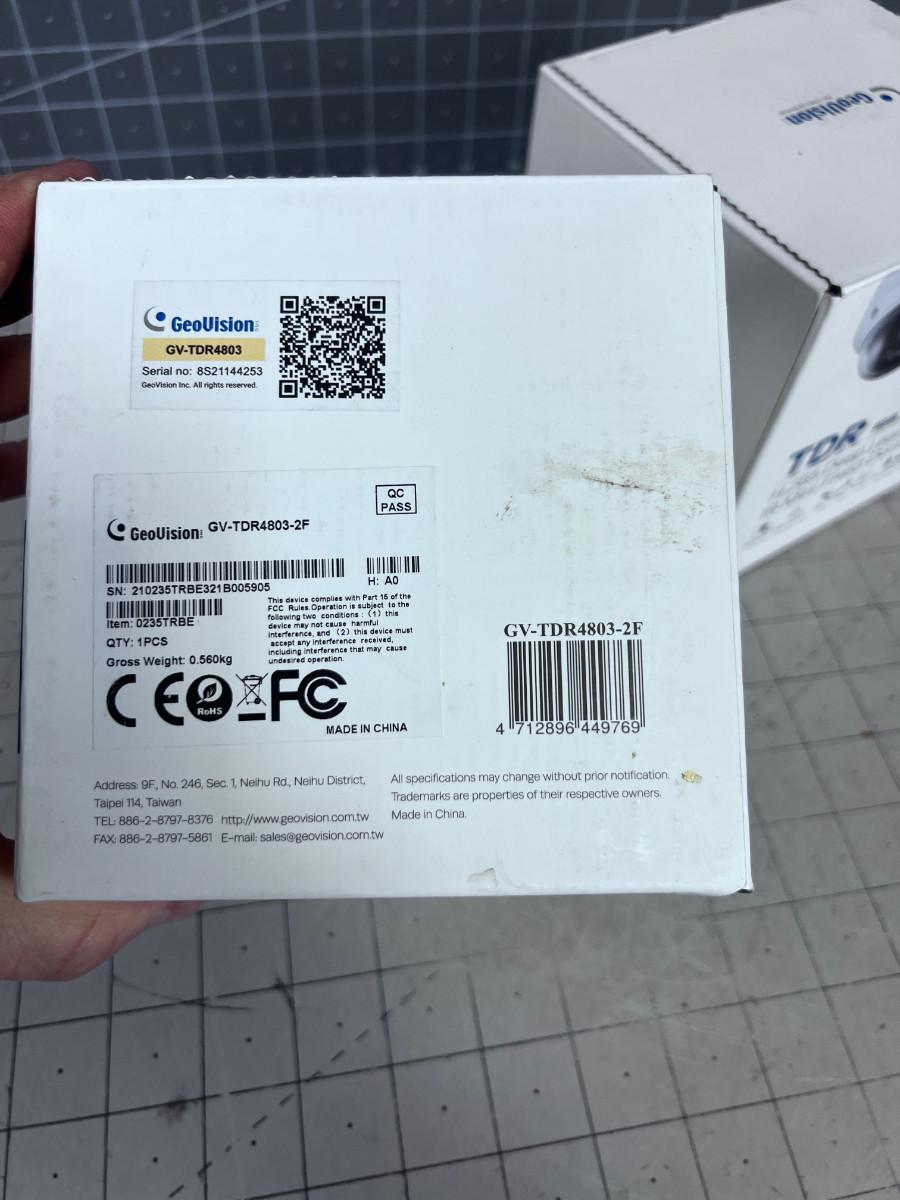 GeoVision
GV-TDR4803
Serial no: 8S21144253
GeoVision Inc. All rights reserved.
QC
PASS
GeoVision GV-TDR4803-2F
SN: 210235TRBE321B005905
H: A0
Item: 0235TRBE
QTY: 1PCS
Gross Weight: 0.560kg
This device complies with Part 15 of the
FCC Rules.Operation is subject to the
following two conditions : (1) this
device may not cause harmful
interference, and (2) this device must
accept any interference received,
including interference that may cause
undesired operation.
CE RoHS FC
MADE IN CHINA
GV-TDR4803-2F
4 712896 449769
Address: 9F., No. 246, Sec. 1, Neihu Rd., Neihu District,
Taipei 114, Taiwan
TEL: 886-2-8797-8376 http://www.geovision.com.tw
FAX: 886-2-8797-5861 E-mail: sales@geovision.com.tw
All specifications may change without prior notification.
Trademarks are properties of their respective owners.
Made in China.
GeoVision
TDR